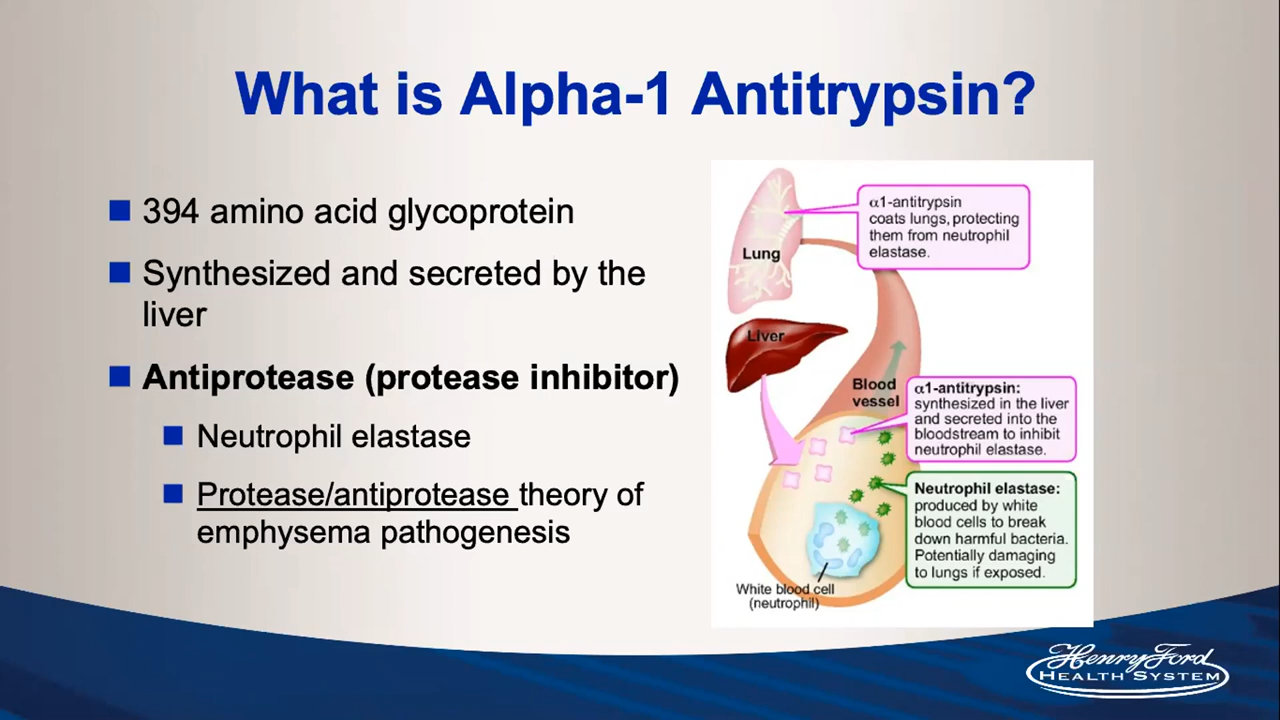 What is Alpha-1 Antitrypsin?
394 amino acid glycoprotein
Synthesized and secreted by the
liver
Antiprotease (protease inhibitor)
Neutrophil elastase
Protease/antiprotease theory of
emphysema pathogenesis
Lung
α1-antitrypsin
coats lungs, protecting
them from neutrophil
elastase.
Liver
Blood
vessel
α1-antitrypsin:
synthesized in the liver
and secreted into the
bloodstream to inhibit
neutrophil elastase.
Neutrophil elastase:
produced by white
blood cells to break
down harmful bacteria.
Potentially damaging
to lungs if exposed.
White blood cell
(neutrophil)
Henry Ford
HEALTH SYSTEM